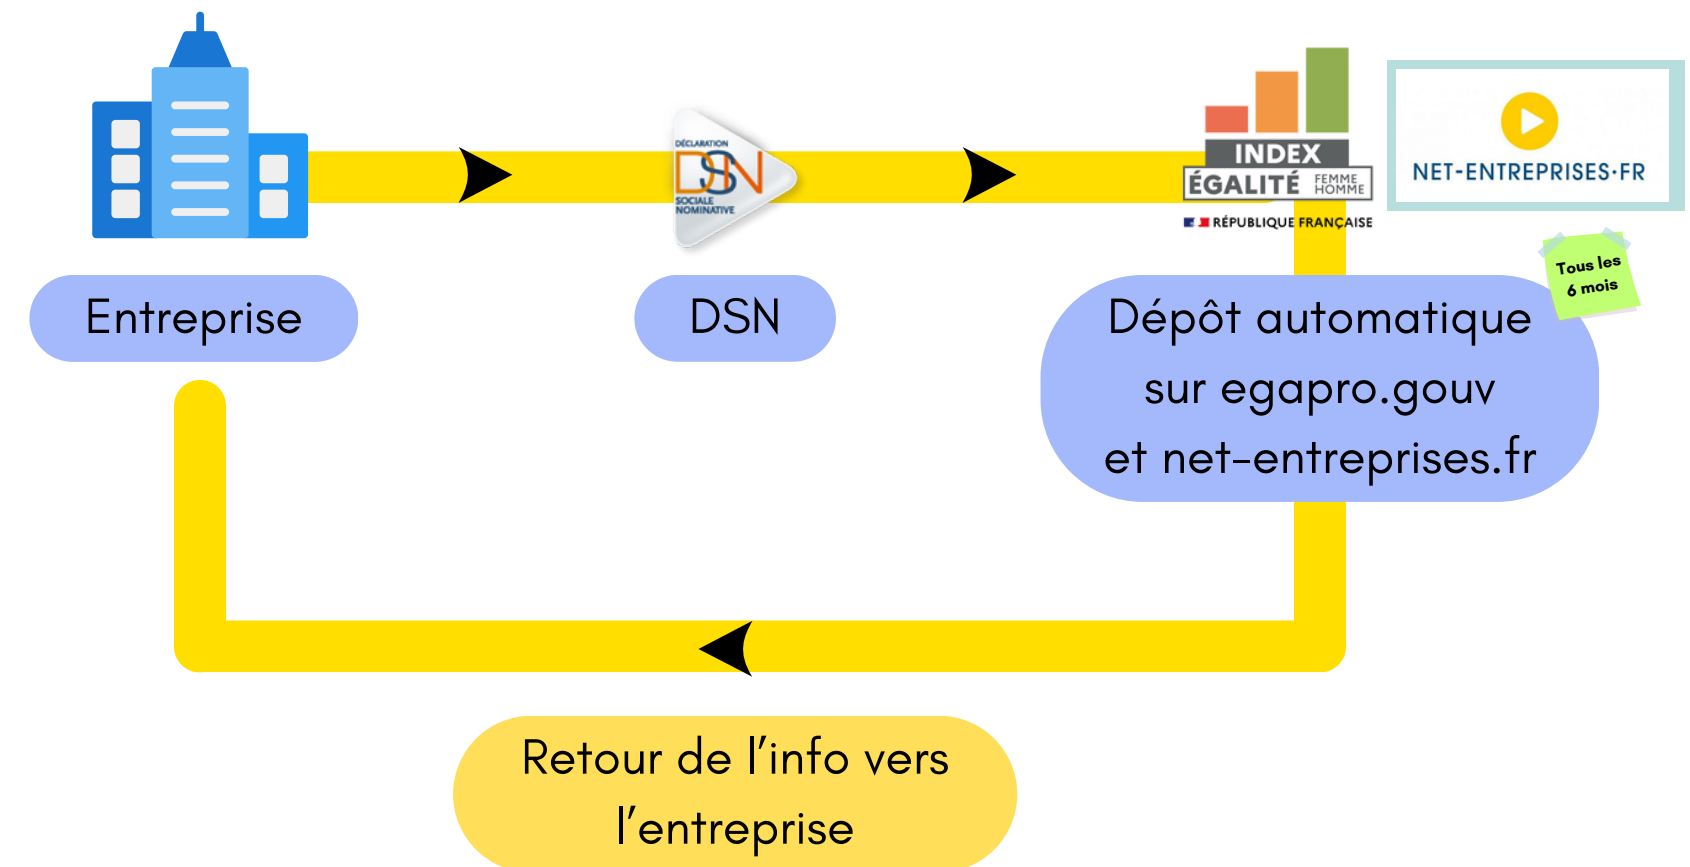 DÉCLARATION
DSN
SOCIALE
NOMINATIVE
INDEX
ÉGALITÉ FEMME HOMME
RÉPUBLIQUE FRANÇAISE
NET-ENTREPRISES·FR
Tous les
6 mois
Entreprise
DSN
Dépôt automatique
sur egapro.gouv
et net-entreprises.fr
Retour de l'info vers
l'entreprise